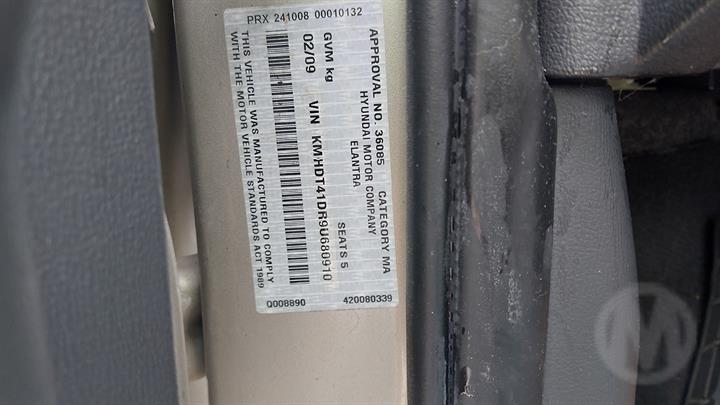 PRX 241008 00010132
APPROVAL NO. 36085 CATEGORY MA
HYUNDAI MOTOR COMPANY
ELANTRA
GVM kg SEATS 5
02/09 VIN KMHDT41DR9U680910
THIS VEHICLE WAS MANUFACTURED TO COMPLY
WITH THE MOTOR VEHICLE STANDARDS ACT 1989
Q008890 420080339
M